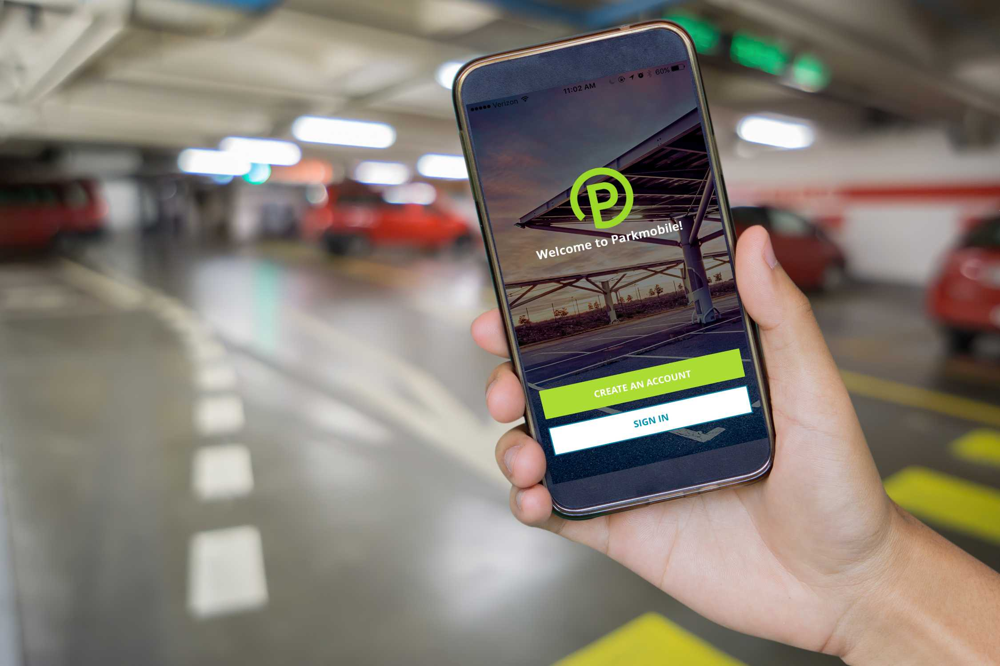 Verizon 11:02 AM 60%
P
Welcome to Parkmobile!
CREATE AN ACCOUNT
SIGN IN